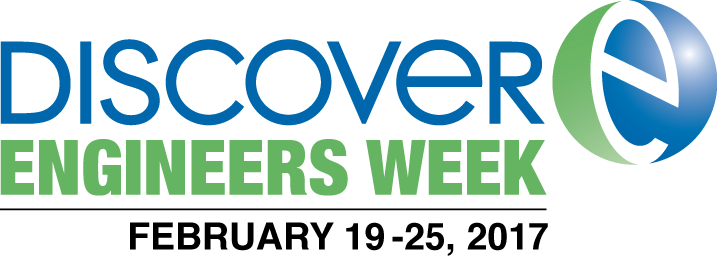 DISCOVER e
ENGINEERS WEEK
FEBRUARY 19-25, 2017